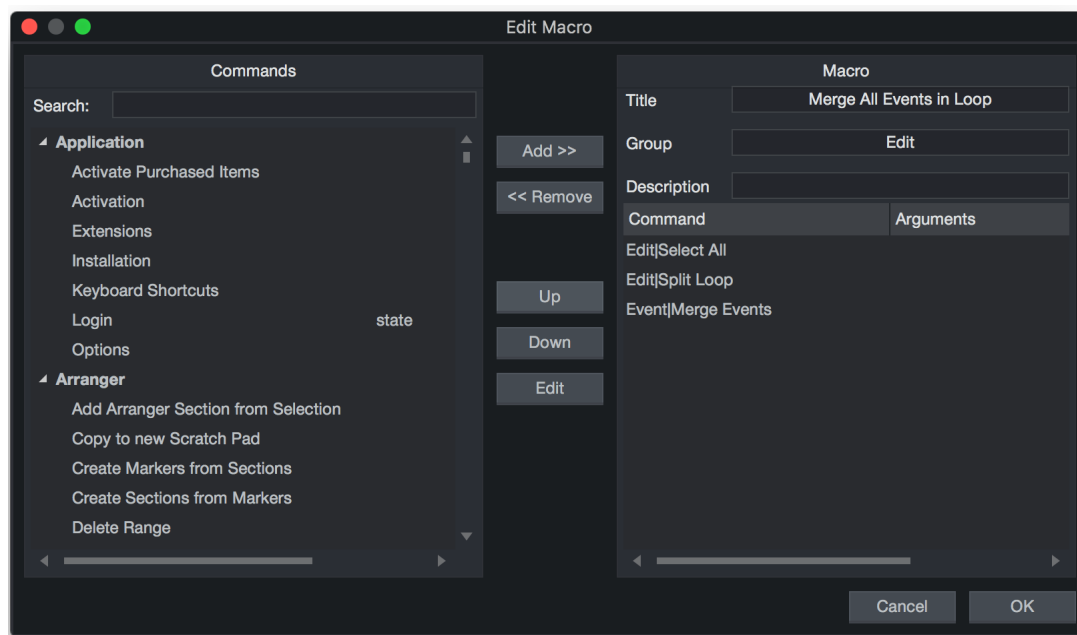 Edit Macro
Commands
Search:
Application
Activate Purchased Items
Activation
Extensions
Installation
Keyboard Shortcuts
Login state
Options
Arranger
Add Arranger Section from Selection
Copy to new Scratch Pad
Create Markers from Sections
Create Sections from Markers
Delete Range
Add >>
<< Remove
Up
Down
Edit
Macro
Title Merge All Events in Loop
Group Edit
Description
Command Arguments
Edit|Select All
Edit|Split Loop
Event|Merge Events
Cancel OK